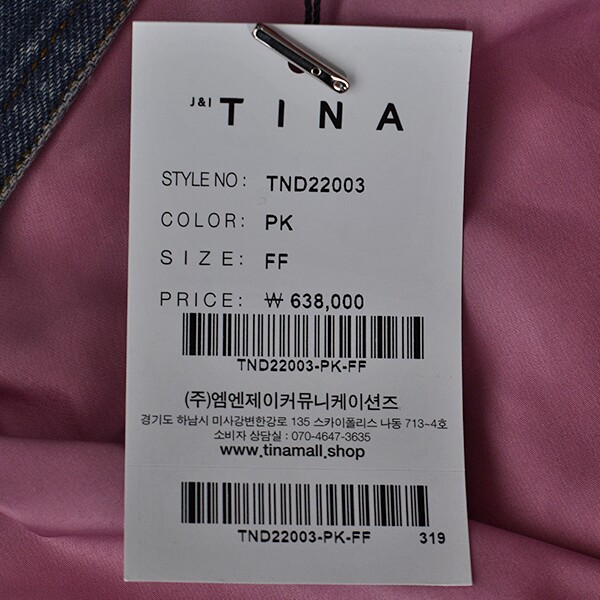 J&I TINA
STYLE NO : TND22003
COLOR: PK
SIZE: FF
PRICE: ₩ 638,000
TND22003-PK-FF
(주)엠엔제이커뮤니케이션즈
경기도 하남시 미사강변한강로 135 스카이폴리스 나동 713-4호
소비자 상담실 : 070-4647-3635
www.tinamall.shop
TND22003-PK-FF 319